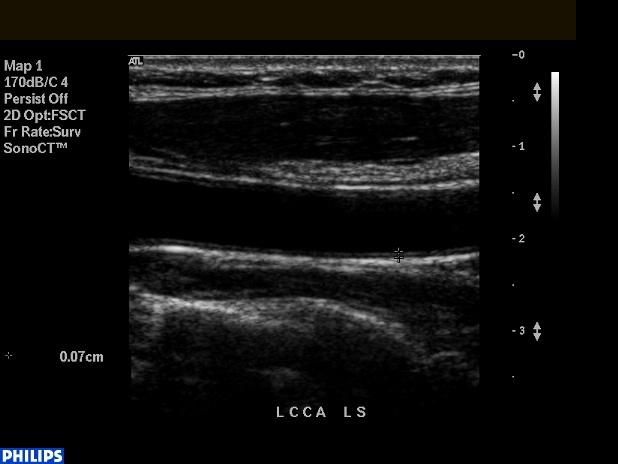 Map 1
170dB/C 4
Persist Off
2D Opt:FSCT
Fr Rate:Surv
SonoCT™
ATL
-0
-1
-2
-3
0.07cm
LCCA LS
PHILIPS